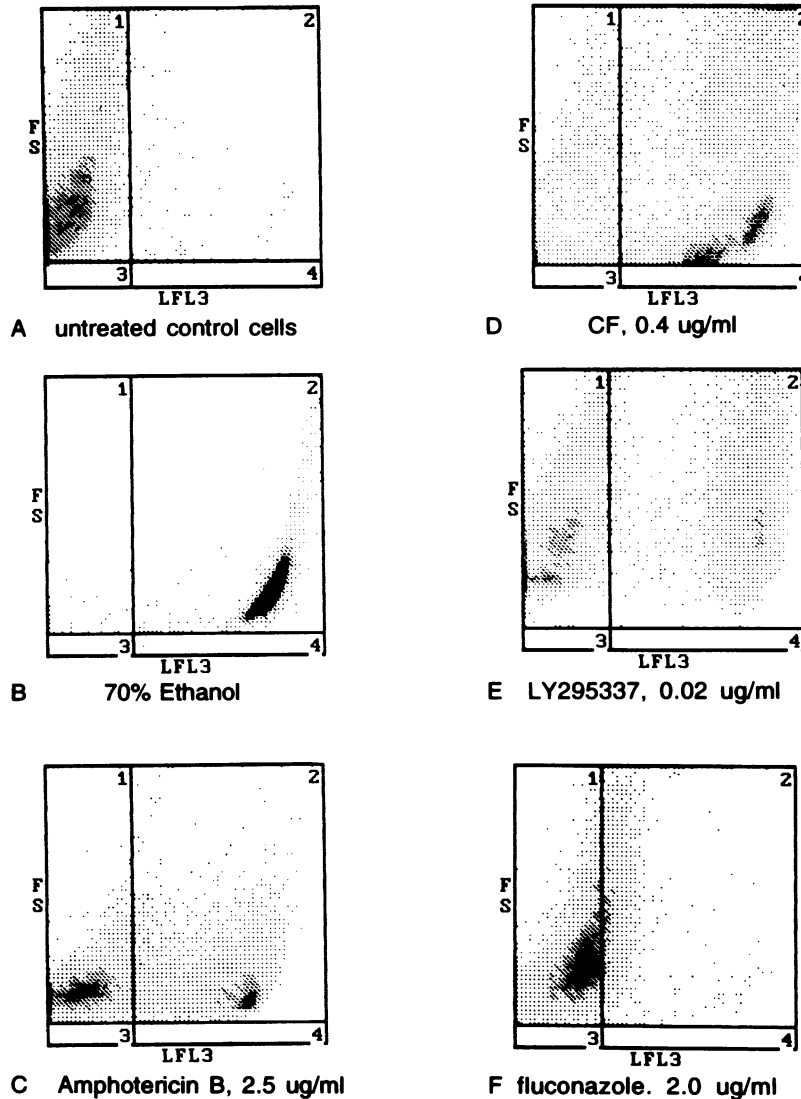 1 2
F
S
3 4
LFL3
A untreated control cells
1 2
F
S
3 4
LFL3
B 70% Ethanol
1 2
F
S
3 4
LFL3
C Amphotericin B, 2.5 ug/ml
1 2
F
S
3 4
LFL3
D CF, 0.4 ug/ml
1 2
F
S
3 4
LFL3
E LY295337, 0.02 ug/ml
1 2
F
S
3 4
LFL3
F fluconazole. 2.0 ug/ml